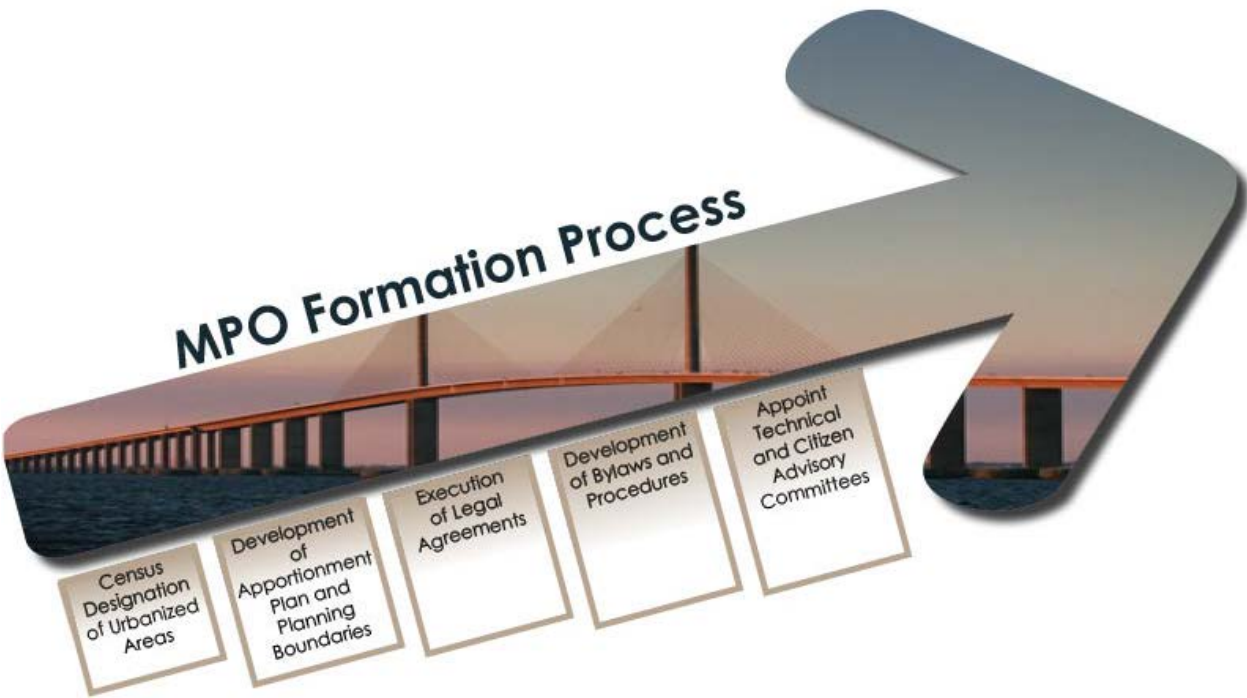 MPO Formation Process
Census
Designation
of Urbanized
Areas
Development
of
Apportionment
Plan and
Planning
Boundaries
Execution
of Legal
Agreements
Development
of Bylaws and
Procedures
Appoint
Technical
and Citizen
Advisory
Committees